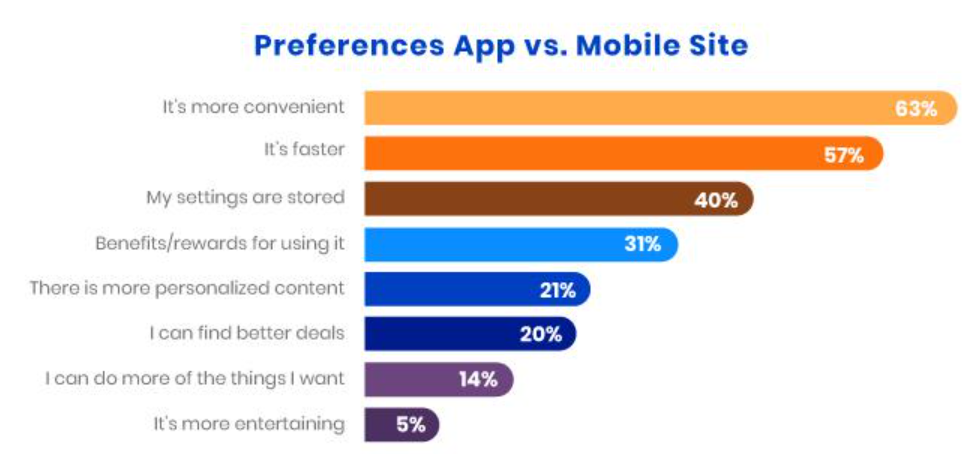 Preferences App vs. Mobile Site
It's more convenient 63%
It's faster 57%
My settings are stored 40%
Benefits/rewards for using it 31%
There is more personalized content 21%
I can find better deals 20%
I can do more of the things I want 14%
It's more entertaining 5%